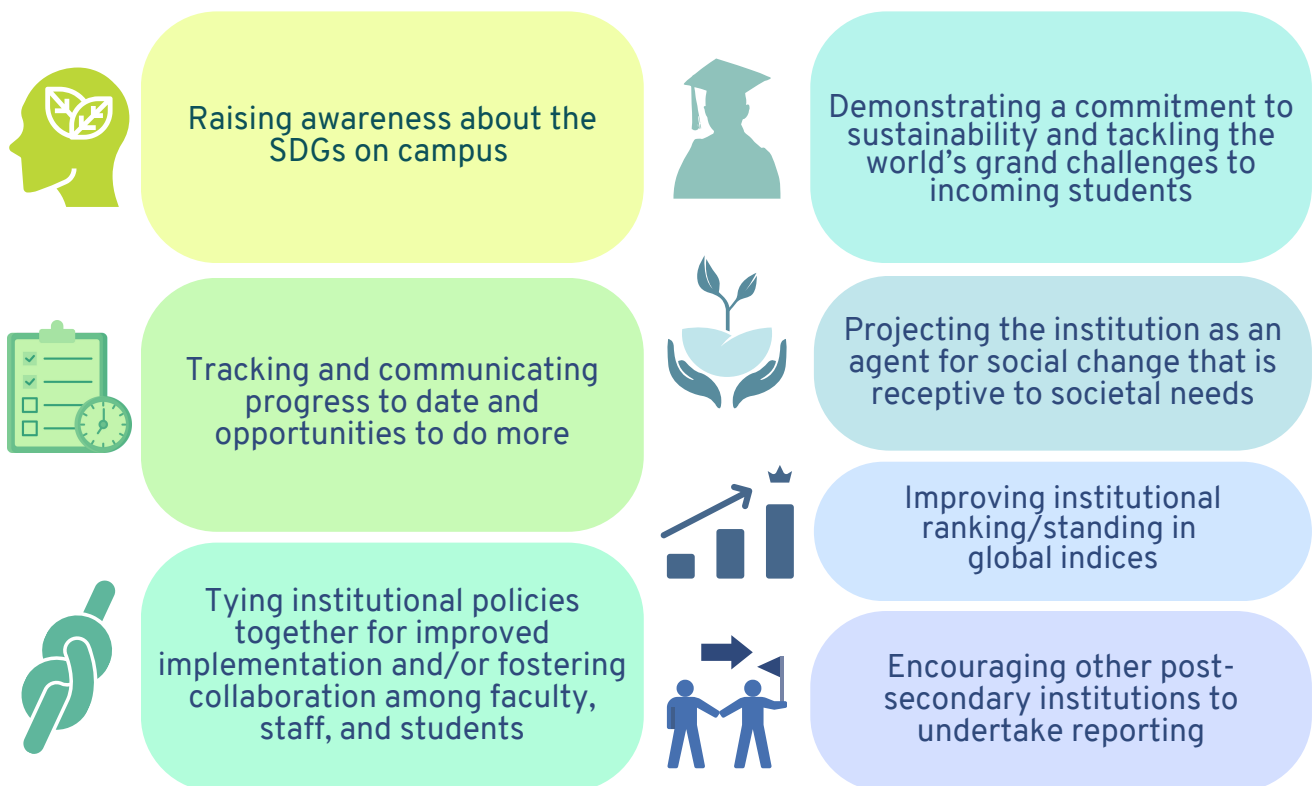 Raising awareness about the
SDGs on campus
Tracking and communicating
progress to date and
opportunities to do more
Tying institutional policies
together for improved
implementation and/or fostering
collaboration among faculty,
staff, and students
Demonstrating a commitment to
sustainability and tackling the
world's grand challenges to
incoming students
Projecting the institution as an
agent for social change that is
receptive to societal needs
Improving institutional
ranking/standing in
global indices
Encouraging other post-
secondary institutions to
undertake reporting